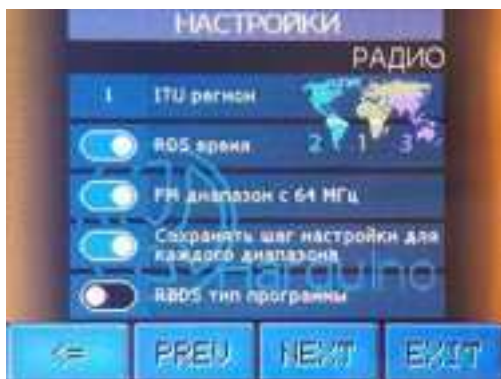 НАСТРОЙКИ
РАДИО
1 ITU регион
2 1 3
RDS время
FM диапазон с 64 МГц
Сохранять шаг настройки для
каждого диапазона
RBDS тип программы
<= PREV NEXT EXIT